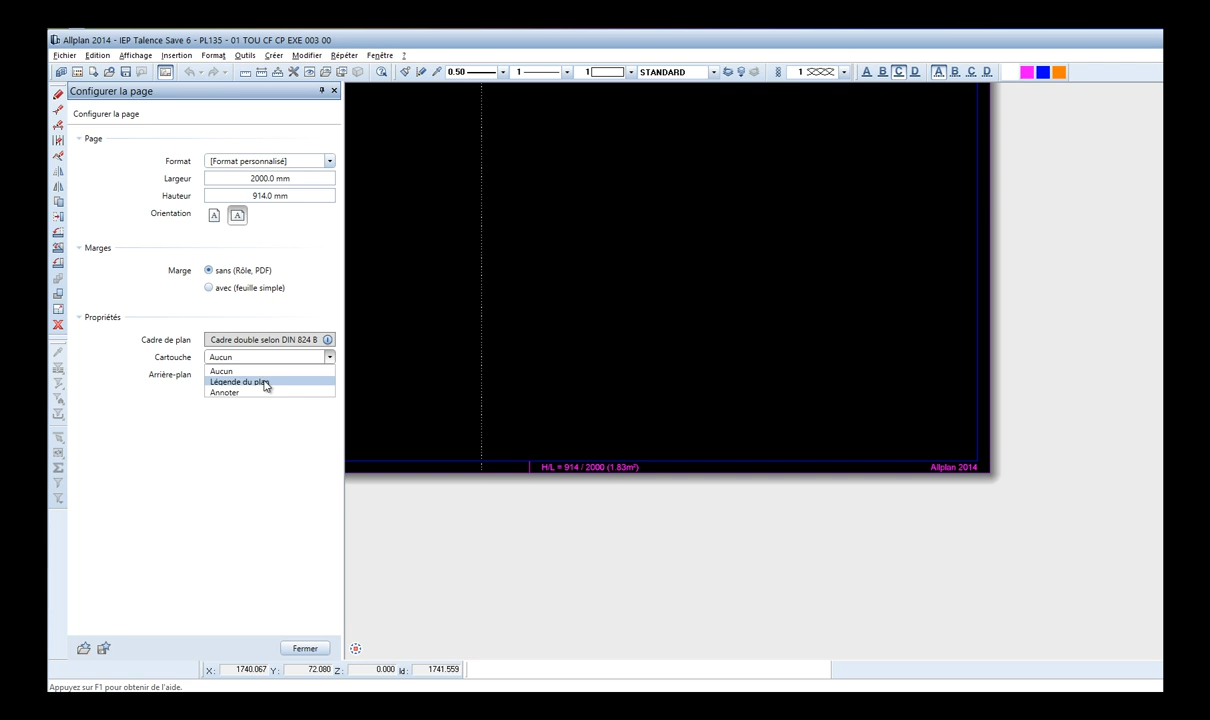 Allplan 2014 - IEP Talence Save 6 - PL135 - 01 TOU CF CP EXE 003 00
Fichier Edition Affichage Insertion Format Outils Créer Modifier Répéter Fenêtre ?
0.50 1 1 STANDARD 1 A B C D A B C D
Configurer la page
Configurer la page
Page
Format [Format personnalisé]
Largeur 2000.0 mm
Hauteur 914.0 mm
Orientation A A
Marges
Marge sans (Rôle, PDF)
avec (feuille simple)
Propriétés
Cadre de plan Cadre double selon DIN 824 B
Cartouche Aucun
Aucun
Arrière-plan
Légende du plan
Annoter
H/L = 914 / 2000 (1.83m²) Allplan 2014
Fermer
X: 1740.067 Y: 72.080 Z: 0.000 Id: 1741.559
Appuyez sur F1 pour obtenir de l'aide.